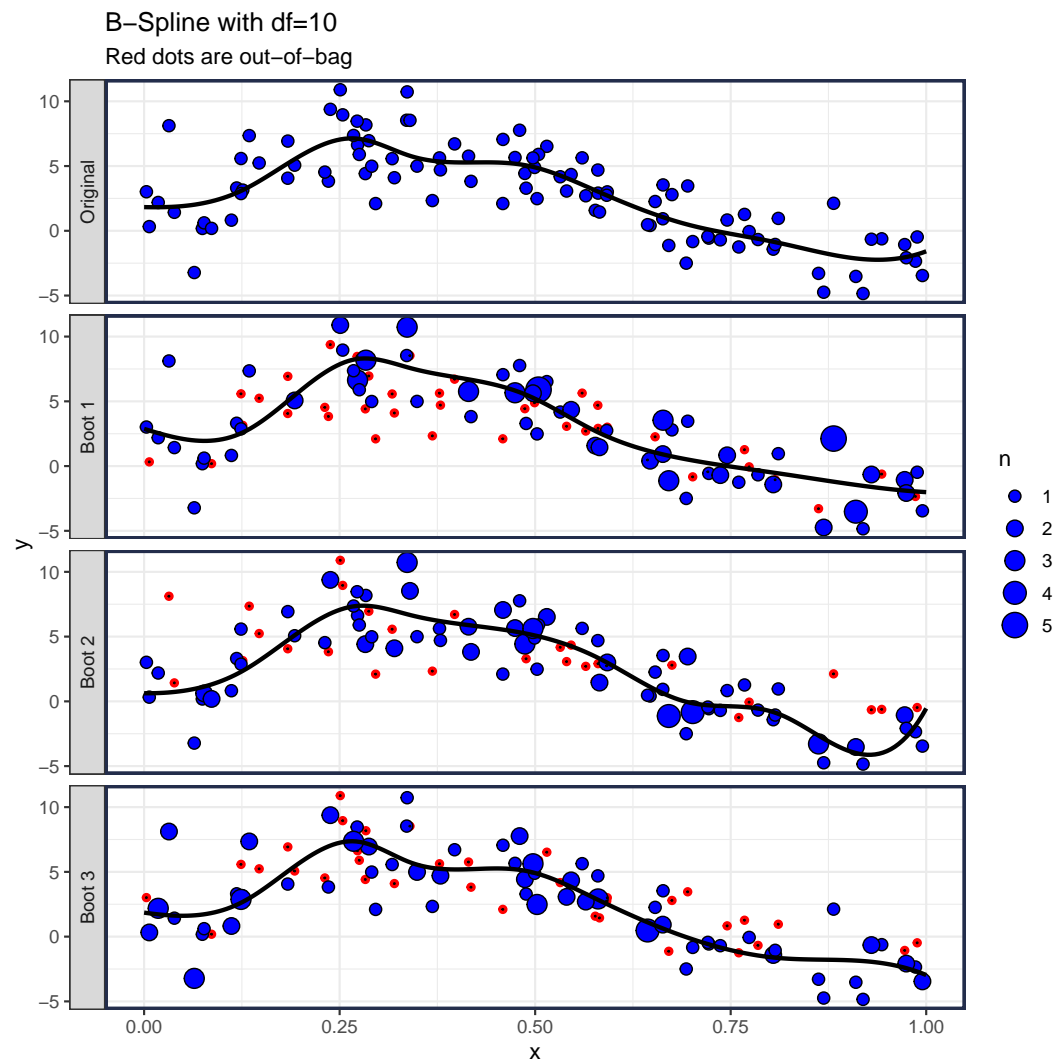 B−Spline with df=10
Red dots are out−of−bag
Original
10
5
0
−5
Boot 1
10
5
0
−5
Boot 2
10
5
0
−5
Boot 3
10
5
0
−5
0.00 0.25 0.50 0.75 1.00
x
y
n
1
2
3
4
5